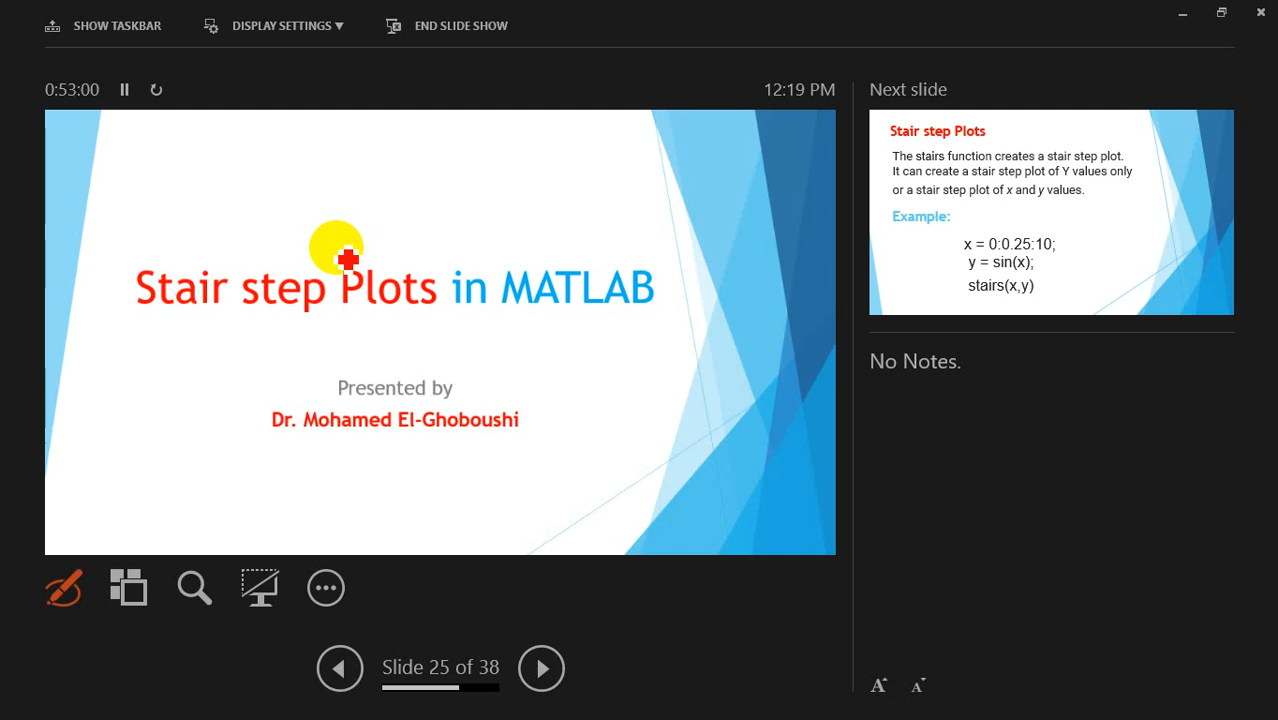 SHOW TASKBAR
DISPLAY SETTINGS ▼
END SLIDE SHOW
0:53:00
12:19 PM
Stair step Plots in MATLAB
Presented by
Dr. Mohamed El-Ghoboushi
Next slide
Stair step Plots
The stairs function creates a stair step plot.
It can create a stair step plot of Y values only
or a stair step plot of x and y values.
Example:
x = 0:0.25:10;
y = sin(x);
stairs(x,y)
No Notes.
Slide 25 of 38
A A